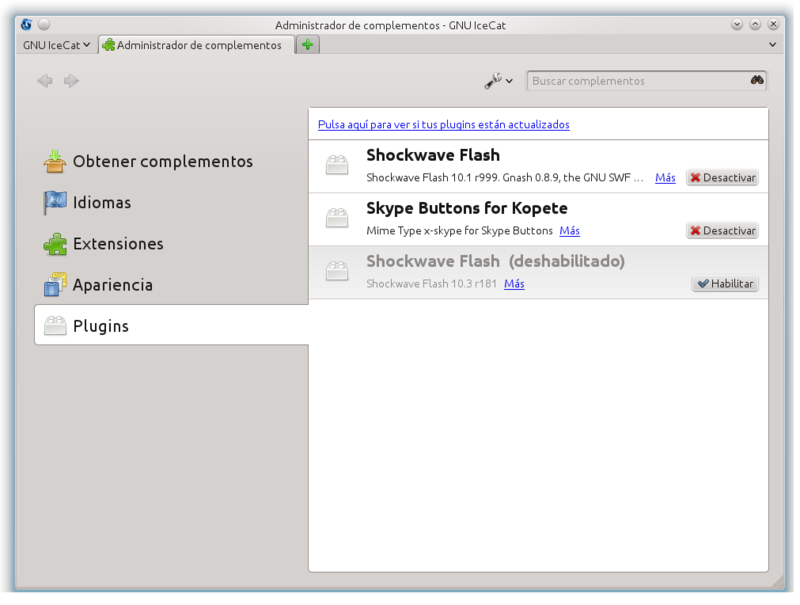 Administrador de complementos - GNU IceCat
GNU IceCat
Administrador de complementos
Buscar complementos
Obtener complementos
Idiomas
Extensiones
Apariencia
Plugins
Pulsa aquí para ver si tus plugins están actualizados
Shockwave Flash
Shockwave Flash 10.1 r999. Gnash 0.8.9, the GNU SWF ... Más Desactivar
Skype Buttons for Kopete
Mime Type x-skype for Skype Buttons Más Desactivar
Shockwave Flash (deshabilitado)
Shockwave Flash 10.3 r181 Más Habilitar